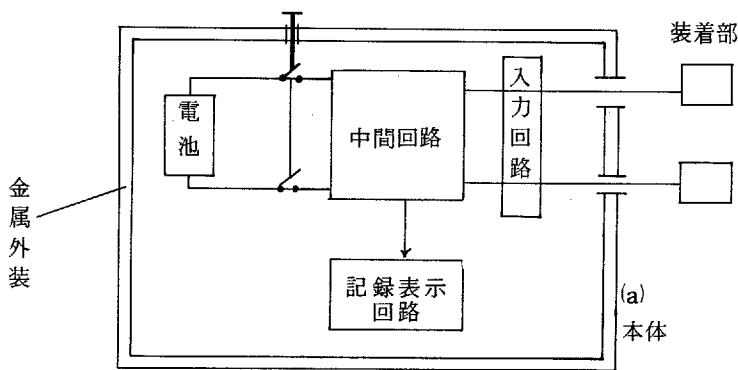 装着部
電池
中間回路
入力回路
金属外装
記録表示
回路
(a)
本体